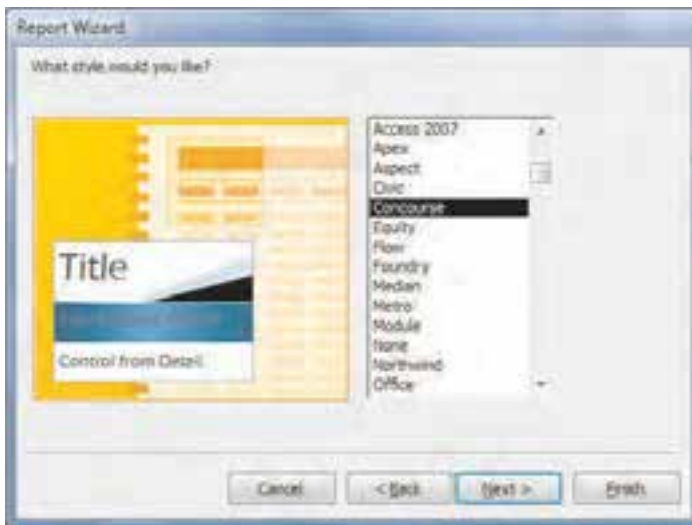 Report Wizard
What style would you like?
Title
Control from Detail
Access 2007
Apex
Aspect
Civic
Concourse
Equity
Flow
Foundry
Median
Metro
Module
None
Northwind
Office
Cancel
< Back
Next >
Finish